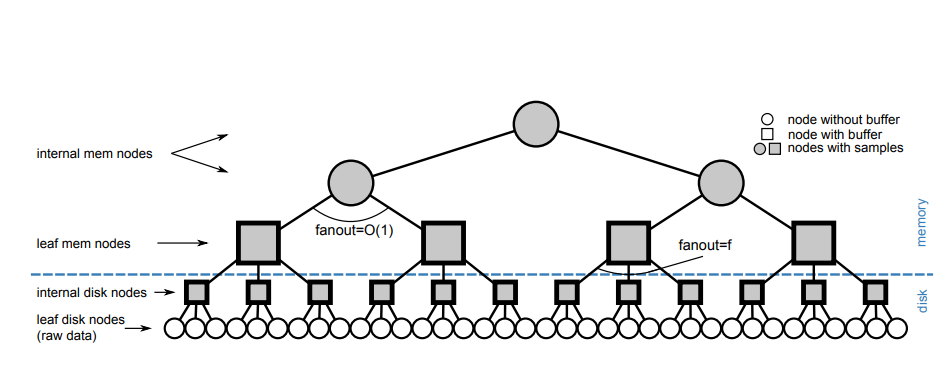 node without buffer
node with buffer
nodes with samples
internal mem nodes
fanout=O(1)
leaf mem nodes
fanout=f
memory
internal disk nodes
disk
leaf disk nodes
(raw data)